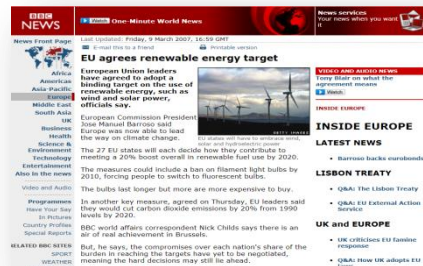 BBC
NEWS
Watch One-Minute World News
News services
Your news when you want it
News Front Page
Africa
Americas
Asia-Pacific
Europe
Middle East
South Asia
UK
Business
Health
Science &
Environment
Technology
Entertainment
Also in the news
Video and Audio
Programmes
Have Your Say
In Pictures
Country Profiles
Special Reports
RELATED BBC SITES
SPORT
WEATHER
Last Updated: Friday, 9 March 2007, 16:59 GMT
E-mail this to a friend
Printable version
EU agrees renewable energy target
European Union leaders
have agreed to adopt a
binding target on the use of
renewable energy, such as
wind and solar power,
officials say.
European Commission President
Jose Manuel Barroso said
Europe was now able to lead
the way on climate change.
EU states will have to embrace wind,
solar and hydroelectric power
The 27 EU states will each decide how they contribute to
meeting a 20% boost overall in renewable fuel use by 2020.
The measures could include a ban on filament light bulbs by
2010, forcing people to switch to fluorescent bulbs.
The bulbs last longer but more are more expensive to buy.
In another key measure, agreed on Thursday, EU leaders said
they would cut carbon dioxide emissions by 20% from 1990
levels by 2020.
BBC world affairs correspondent Nick Childs says there is an
air of real achievement in Brussels.
But, he says, the compromises over each nation's share of the
burden in reaching the targets have yet to be negotiated,
meaning the hard decisions may still lie ahead.
VIDEO AND AUDIO NEWS
Tony Blair on what the
agreement means
Watch
INSIDE EUROPE
INSIDE EUROPE
LATEST NEWS
Barroso backs eurobonds
LISBON TREATY
Q&A: The Lisbon Treaty
Q&A: EU External Action
Service
UK and EUROPE
UK criticises EU famine
response
Q&A: How UK adopts EU